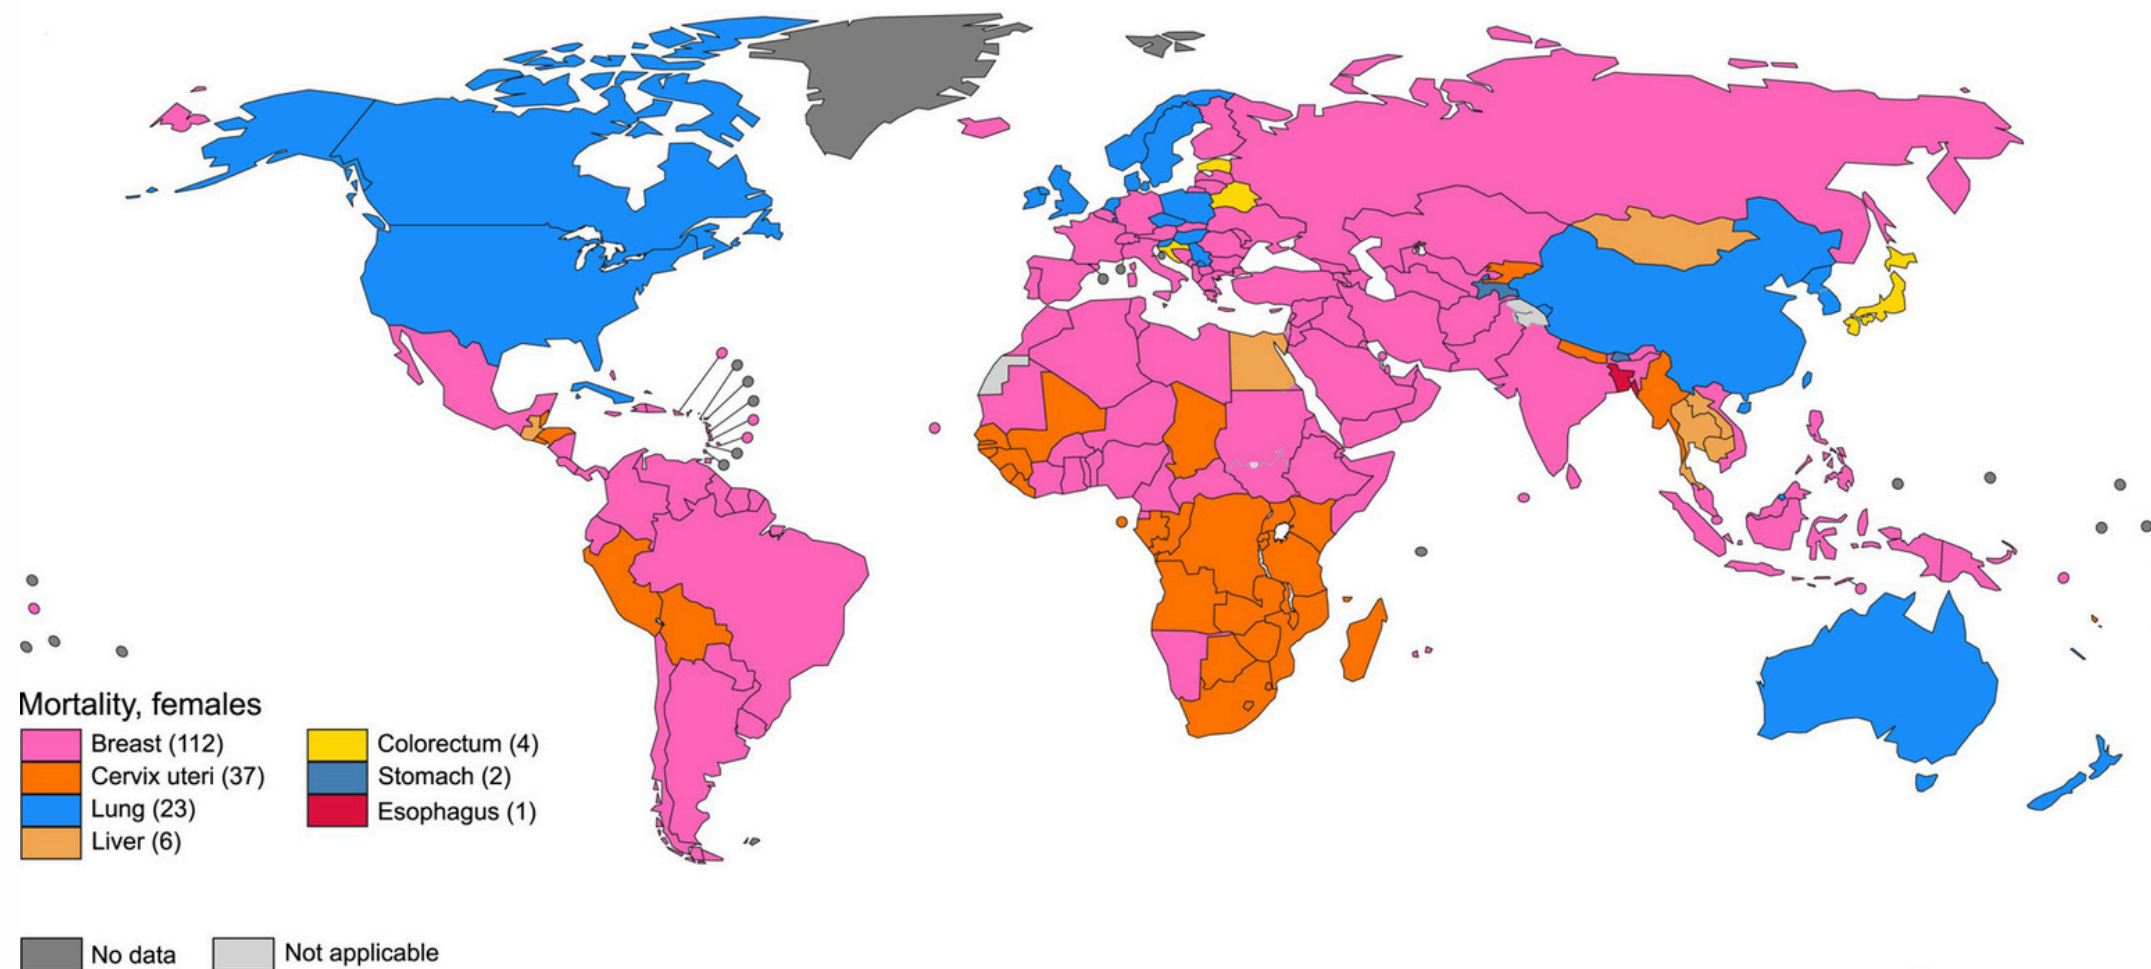 Mortality, females
Breast (112)
Cervix uteri (37)
Lung (23)
Liver (6)
Colorectum (4)
Stomach (2)
Esophagus (1)
No data
Not applicable